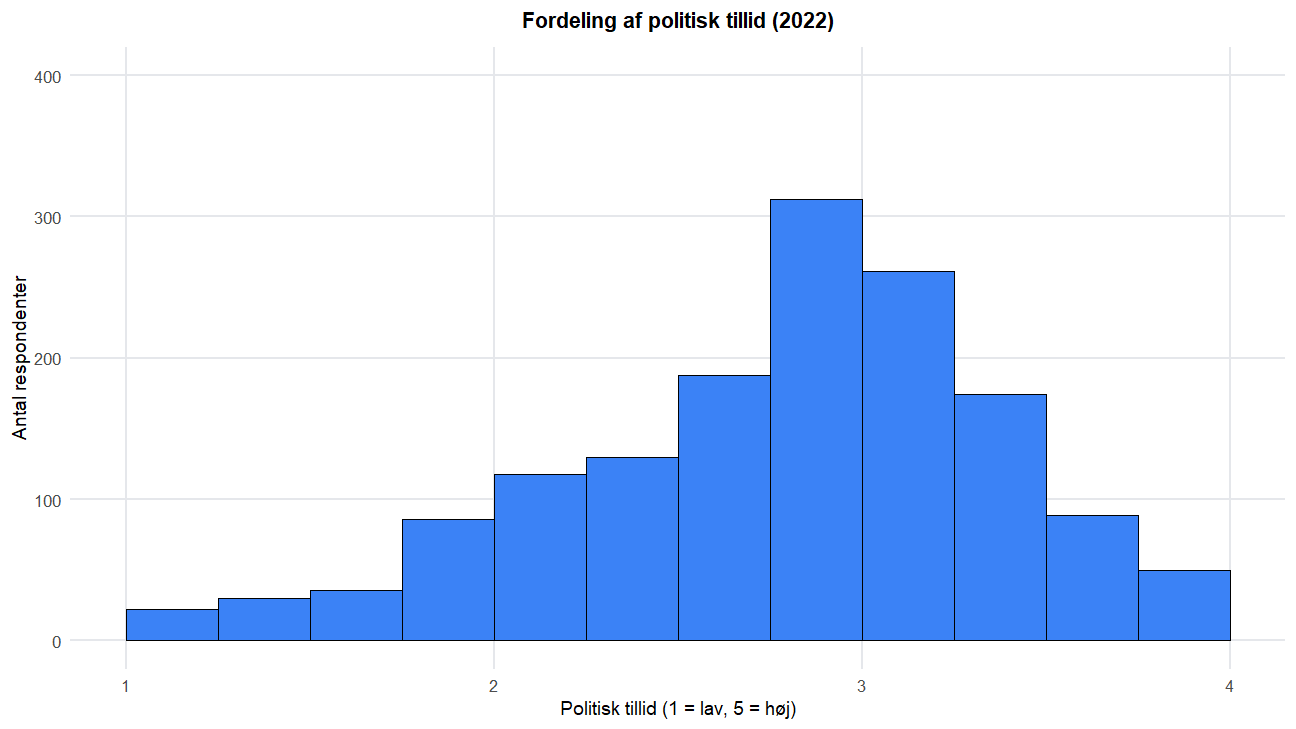 Fordeling af politisk tillid (2022)
400
300
200
100
0
Antal respondenter
1 2 3 4
Politisk tillid (1 = lav, 5 = høj)